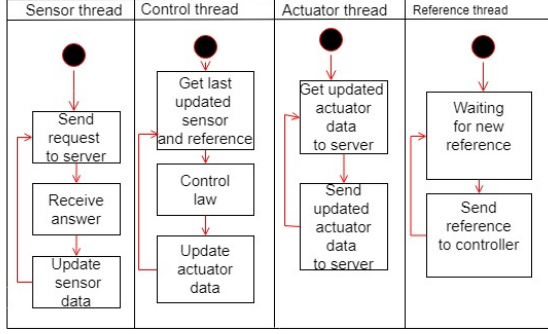 Sensor thread
Control thread
Actuator thread
Reference thread
Send
request
to server
Receive
answer
Update
sensor
data
Get last
updated
sensor
and reference
Control
law
Update
actuator
data
Get updated
actuator
data
to server
Send
updated
actuator
data
to server
Waiting
for new
reference
Send
reference
to controller